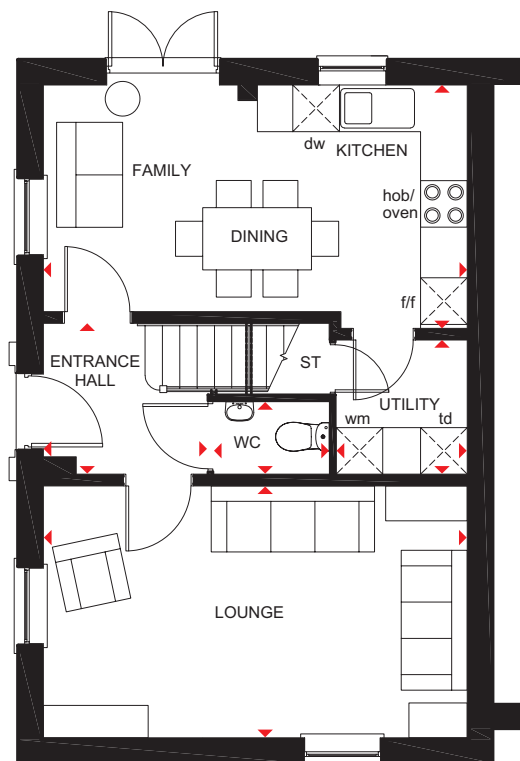 dw
KITCHEN
FAMILY
hob/
oven
DINING
f/f
ENTRANCE
HALL
ST
UTILITY
wm
td
WC
LOUNGE